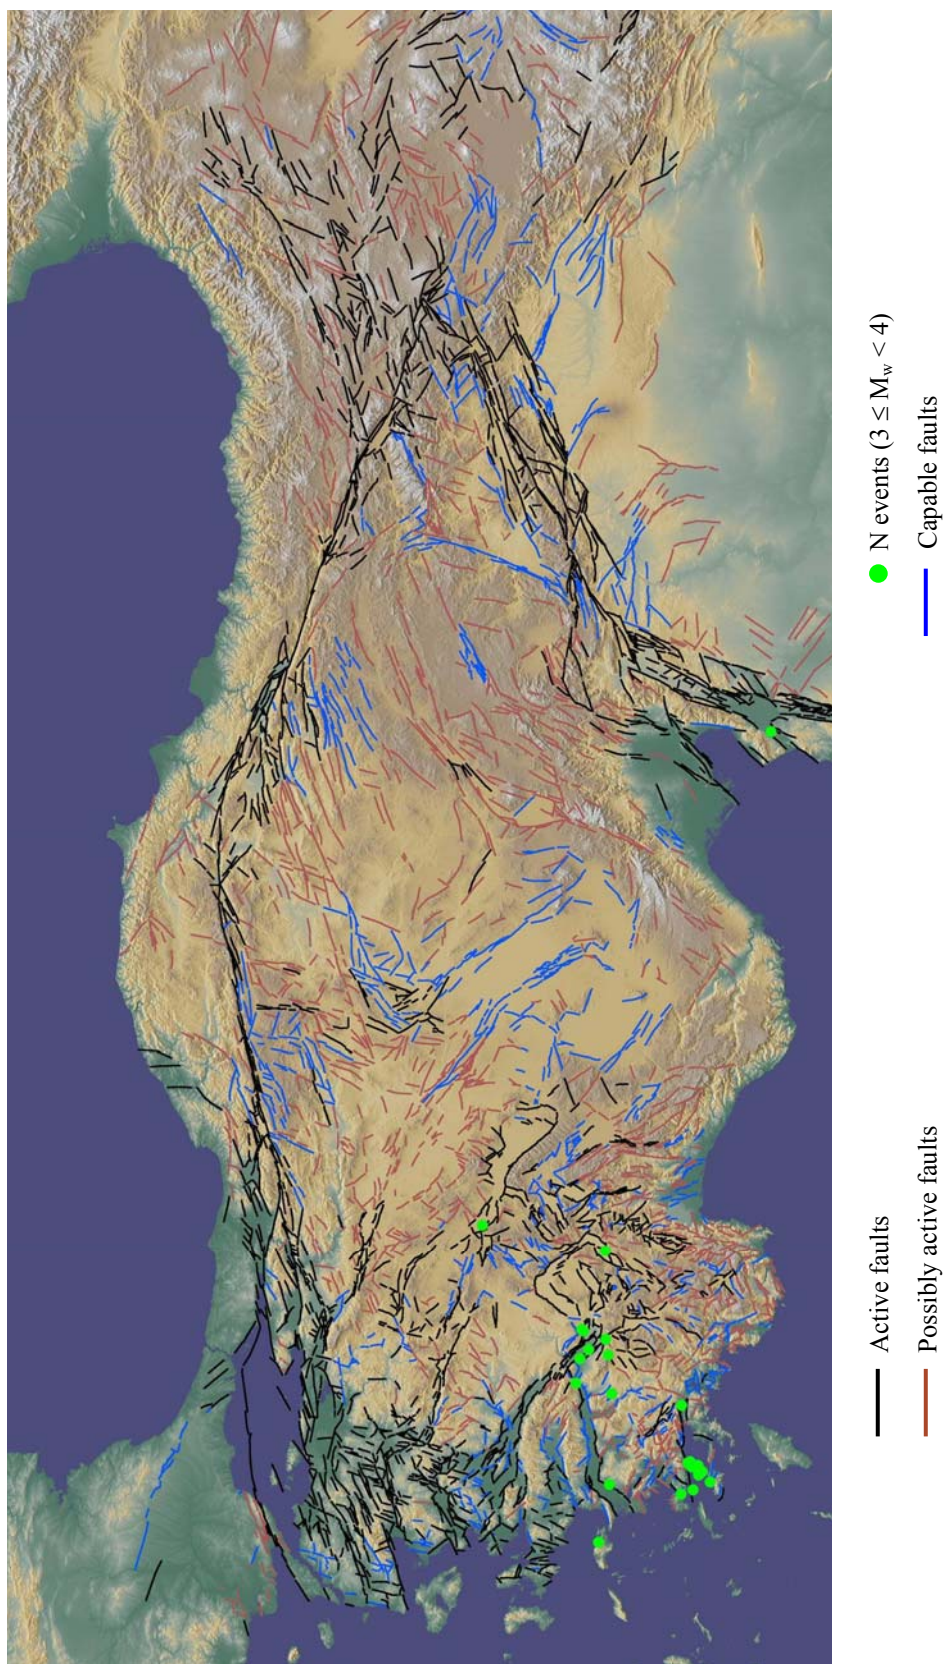 Active faults
Possibly active faults
N events (3 ≤ Mw < 4)
Capable faults